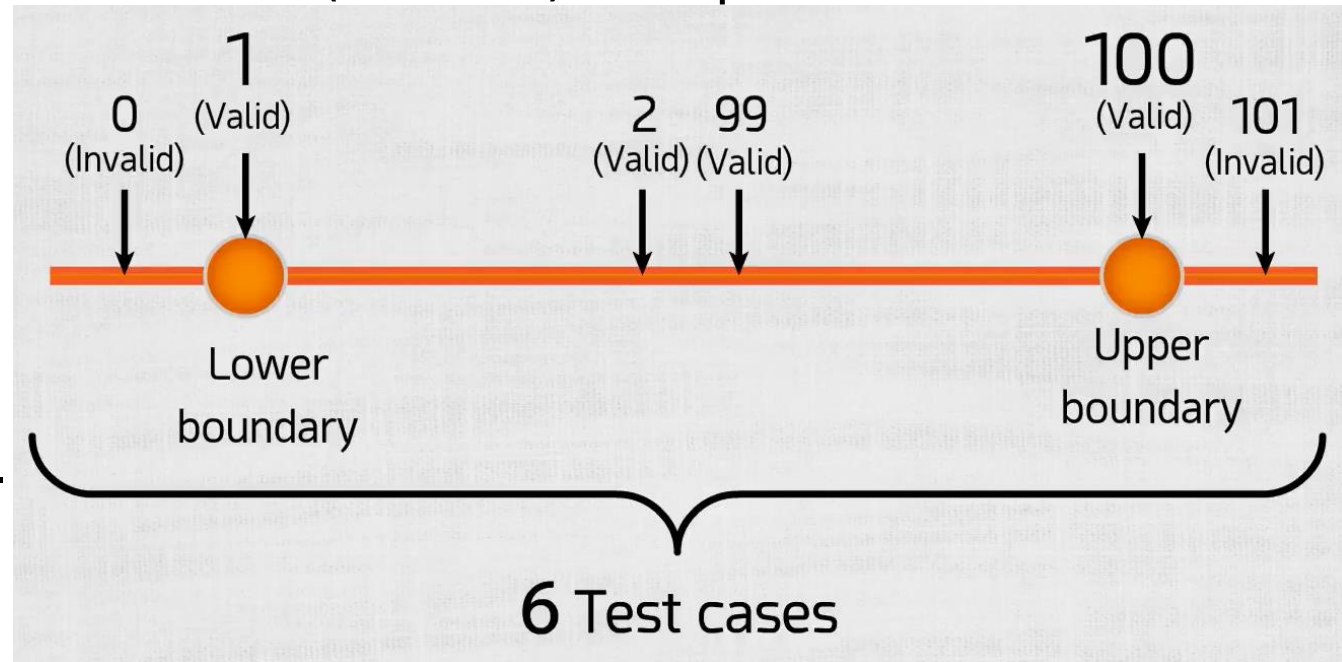 1
100
0
(Valid)
2
99
(Valid)
101
(Invalid)
(Valid)
(Valid)
(Invalid)
Lower
boundary
Upper
boundary
6 Test cases